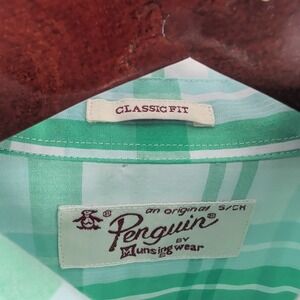 CLASSIC FIT
an original S/CH
Penguin®
BY
Munsingwear